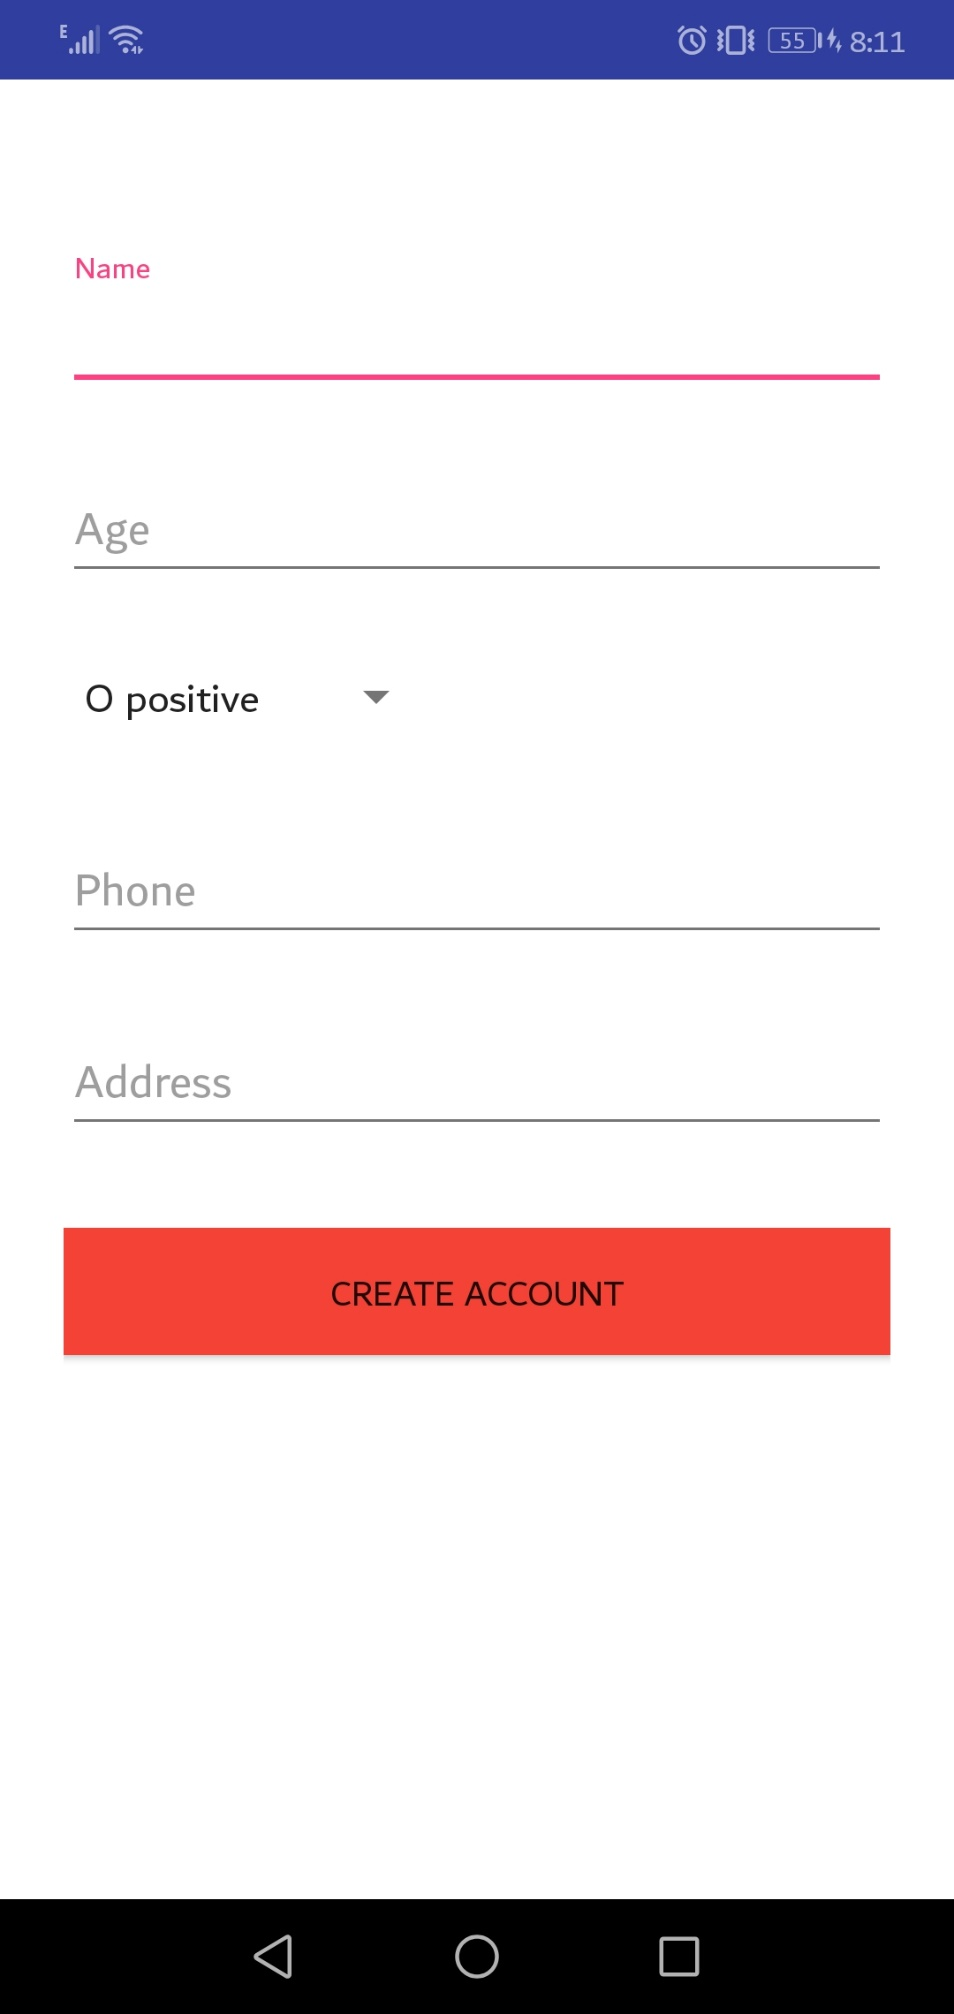 E 55 8:11
Name
Age
O positive
Phone
Address
CREATE ACCOUNT